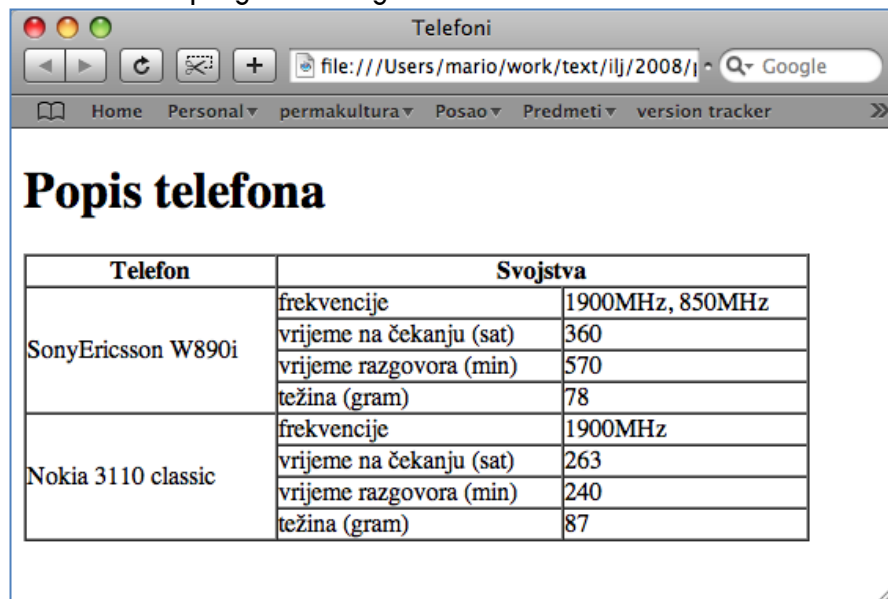 Telefoni
file:///Users/mario/work/text/ilj/2008/
Google
Home Personal permakultura Posao Predmeti version tracker
Popis telefona
Telefon Svojstva
SonyEricsson W890i
frekvencije 1900MHz, 850MHz
vrijeme na čekanju (sat) 360
vrijeme razgovora (min) 570
težina (gram) 78
Nokia 3110 classic
frekvencije 1900MHz
vrijeme na čekanju (sat) 263
vrijeme razgovora (min) 240
težina (gram) 87